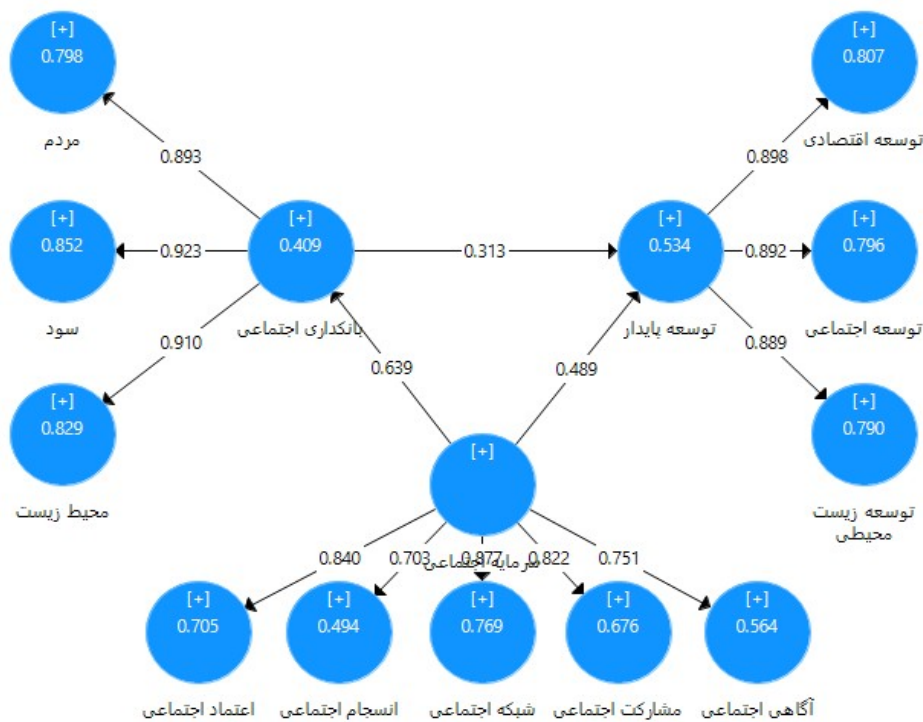 [+]
0.798
مردم
[+]
0.807
توسعه اقتصادی
0.893
0.898
[+]
0.852
سود
0.923
[+]
0.409
بانکداری اجتماعی
0.313
[+]
0.534
توسعه پایدار
0.892
[+]
0.796
توسعه اجتماعی
0.910
0.889
0.639
0.489
[+]
0.829
محیط زیست
[+]
سرمایه اجتماعی
[+]
0.790
توسعه زیست
محیطی
0.840
0.703
0.877
0.822
0.751
[+]
0.705
اعتماد اجتماعی
[+]
0.494
انسجام اجتماعی
[+]
0.769
شبکه اجتماعی
[+]
0.676
مشارکت اجتماعی
[+]
0.564
آگاهی اجتماعی